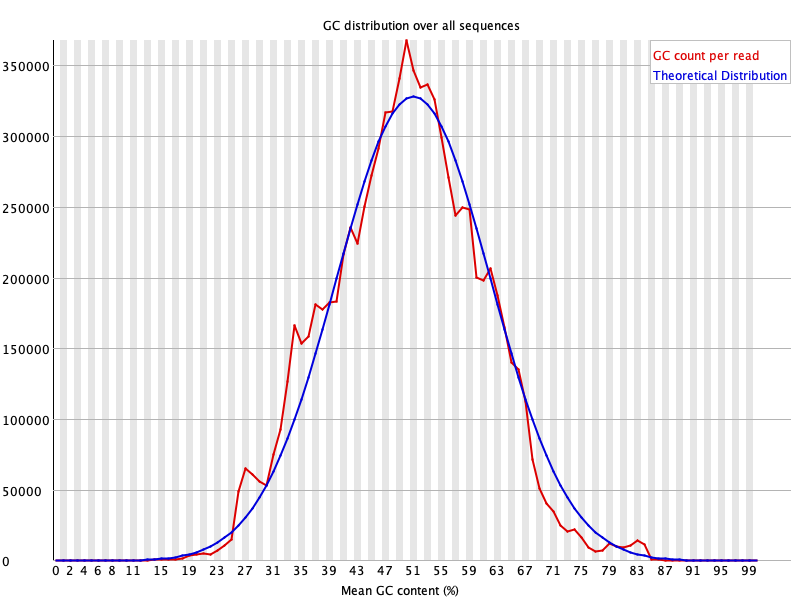 GC distribution over all sequences
GC count per read
Theoretical Distribution
350000
300000
250000
200000
150000
100000
50000
0
0 2 4 6 8 11 15 19 23 27 31 35 39 43 47 51 55 59 63 67 71 75 79 83 87 91 95 99
Mean GC content (%)